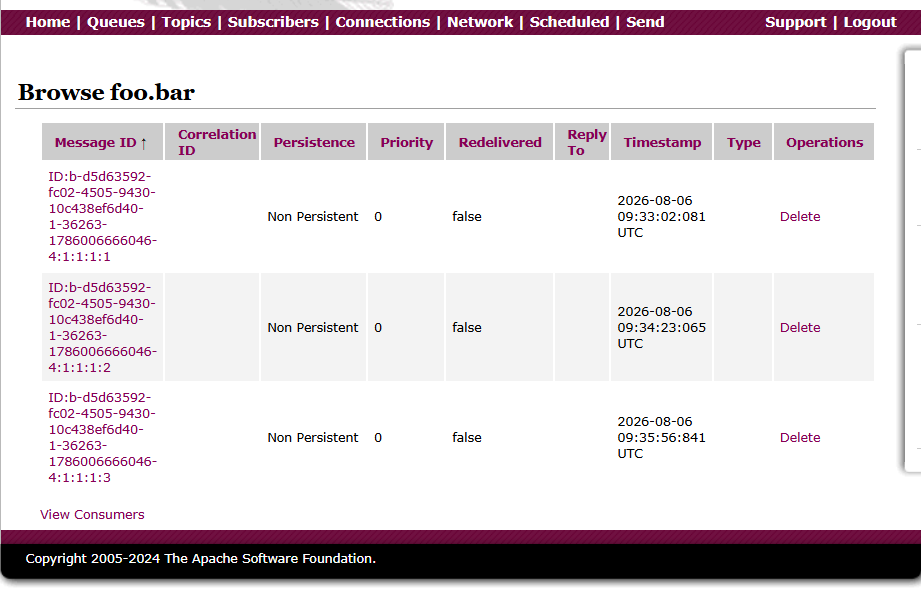 Home | Queues | Topics | Subscribers | Connections | Network | Scheduled | Send
Support | Logout
Browse foo.bar
Message ID ↑ Correlation ID Persistence Priority Redelivered Reply To Timestamp Type Operations
ID:b-d5d63592-
fc02-4505-9430-
10c438ef6d40-
1-36263-
1786006666046-
4:1:1:1:1
Non Persistent 0 false
2026-08-06
09:33:02:081
UTC
Delete
ID:b-d5d63592-
fc02-4505-9430-
10c438ef6d40-
1-36263-
1786006666046-
4:1:1:1:2
Non Persistent 0 false
2026-08-06
09:34:23:065
UTC
Delete
ID:b-d5d63592-
fc02-4505-9430-
10c438ef6d40-
1-36263-
1786006666046-
4:1:1:1:3
Non Persistent 0 false
2026-08-06
09:35:56:841
UTC
Delete
View Consumers
Copyright 2005-2024 The Apache Software Foundation.